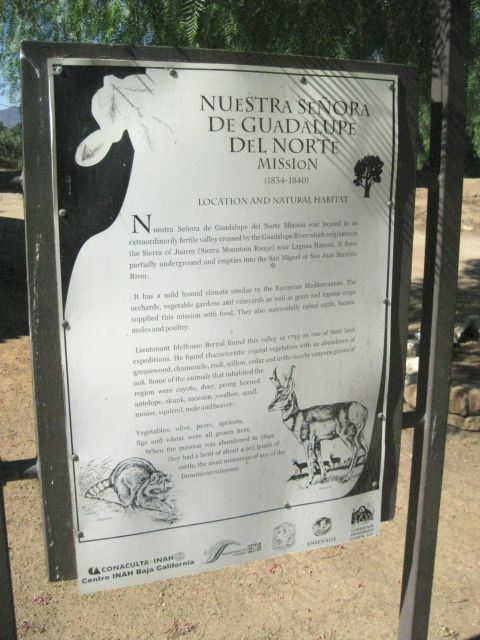 NUESTRA SEÑORA
DE GUADALUPE
DEL NORTE
MISSION
(1834-1840)
LOCATION AND NATURAL HABITAT
Nuestra Señora de Guadalupe del Norte Mission was located in an
extraordinarily fertile valley crossed by the Guadalupe River which originates in
the Sierra of Juarez (Sierra Mountain Range) near Laguna Hanson. It flows
partially underground and empties into the San Miguel or San Juan Bautista
River.
It has a mild humid climate similar to the European Mediterranean. The
orchards, vegetable gardens and vineyards as well as grain and legume crops
supplied this mission with food. They also successfully raised cattle, horses,
mules and poultry.
Lieutenant Idelfonso Bernal found this valley in 1795 on one of their land
expeditions. He found characteristic coastal vegetation with an abundance of
greasewood, chamomile, rush, willow, cedar and in the nearby canyons groves of
oak. Some of the animals that inhabited the
region were coyote, deer, prong horned
antelope, skunk, raccoon, swallow, quail,
mouse, squirrel, mole and beaver.
Vegetables, olive, pears, apricots,
figs and wheat were all grown here.
When the mission was abandoned in 1840,
they had a herd of about 4,915 heads of
cattle, the most numerous of any of the
Dominican missions.
CONACULTA·INAH
Centro INAH Baja California
ENSENADA